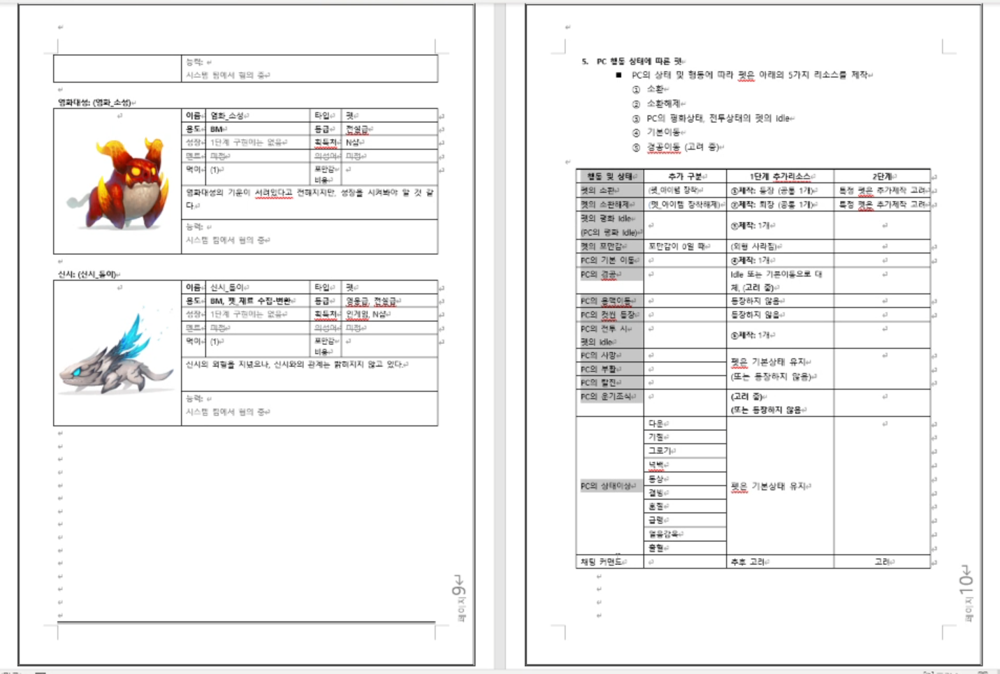 능력:
시스템 팀에서 협의 중
염화대성: (염화_소성)
이름 염화_소성 타입 펫
용도 BM 등급 전설급
성장 1단계 구현에는 없음 획득처 N샵
멘트 미정 의성어 미정
먹이 (1) 포만감
비용
염화대성의 기운이 서려있다고 전해지지만, 성장을 시켜봐야 알 것 같
다.
능력:
시스템 팀에서 협의 중
신시: (신시_돌이)
이름 신시_돌이 타입 펫
용도 BM, 펫_재료 수집-변환 등급 영웅급, 전설급
성장 1단계 구현에는 없음 획득처 인게임, N샵
멘트 미정 의성어 미정
먹이 (1) 포만감
비용
신시의 외형을 지녔으나, 신시와의 관계는 밝혀지지 않고 있다.
능력:
시스템 팀에서 협의 중
페이지9
5. PC 행동 상태에 따른 펫
■ PC의 상태 및 행동에 따라 펫은 아래의 5가지 리소스를 제작
① 소환
② 소환해제
③ PC의 평화상태, 전투상태의 펫의 Idle
④ 기본이동
⑤ 경공이동 (고려 중)
행동 및 상태 추가 구분 1단계 추가리소스 2단계
펫의 소환 (펫_아이템 장착) ①제작: 등장 (공통 1개) 특정 펫은 추가제작 고려
펫의 소환해제 (펫_아이템 장착해제) ②제작: 퇴장 (공통 1개) 특정 펫은 추가제작 고려
펫의 평화 Idle
(PC의 평화 Idle) ③제작: 1개
펫의 포만감 포만감이 0일 때 (외형 사라짐)
PC의 기본 이동 ④제작: 1개
PC의 경공 Idle 또는 기본이동으로 대
체, (고려 중)
PC의 용맥이동 등장하지 않음
PC의 컷씬 등장 등장하지 않음
PC의 전투 시
펫의 idle ⑤제작: 1개
PC의 사망
PC의 부활
PC의 탈진
펫은 기본상태 유지
(또는 등장하지 않음)
PC의 운기조식 (고려 중)
(또는 등장하지 않음
PC의 상태이상
다운
기절
그로기
넉백
동상
결빙
혼절
급령
얼음감옥
출혈
펫은 기본상태 유지
채팅 커맨드 추후 고려 고려
페이지10